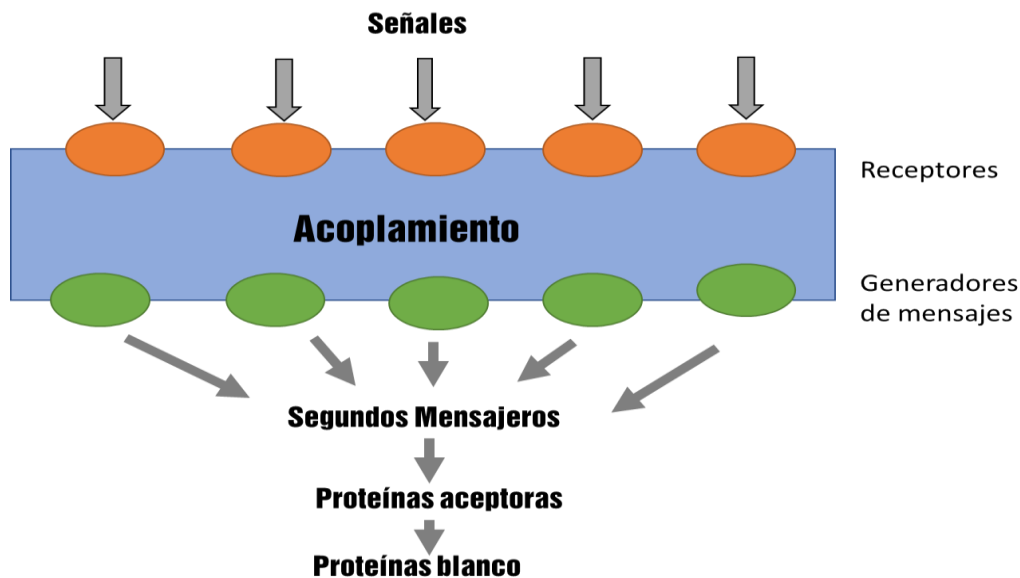 Señales
Receptores
Acoplamiento
Generadores
de mensajes
Segundos Mensajeros
Proteínas aceptoras
Proteínas blanco